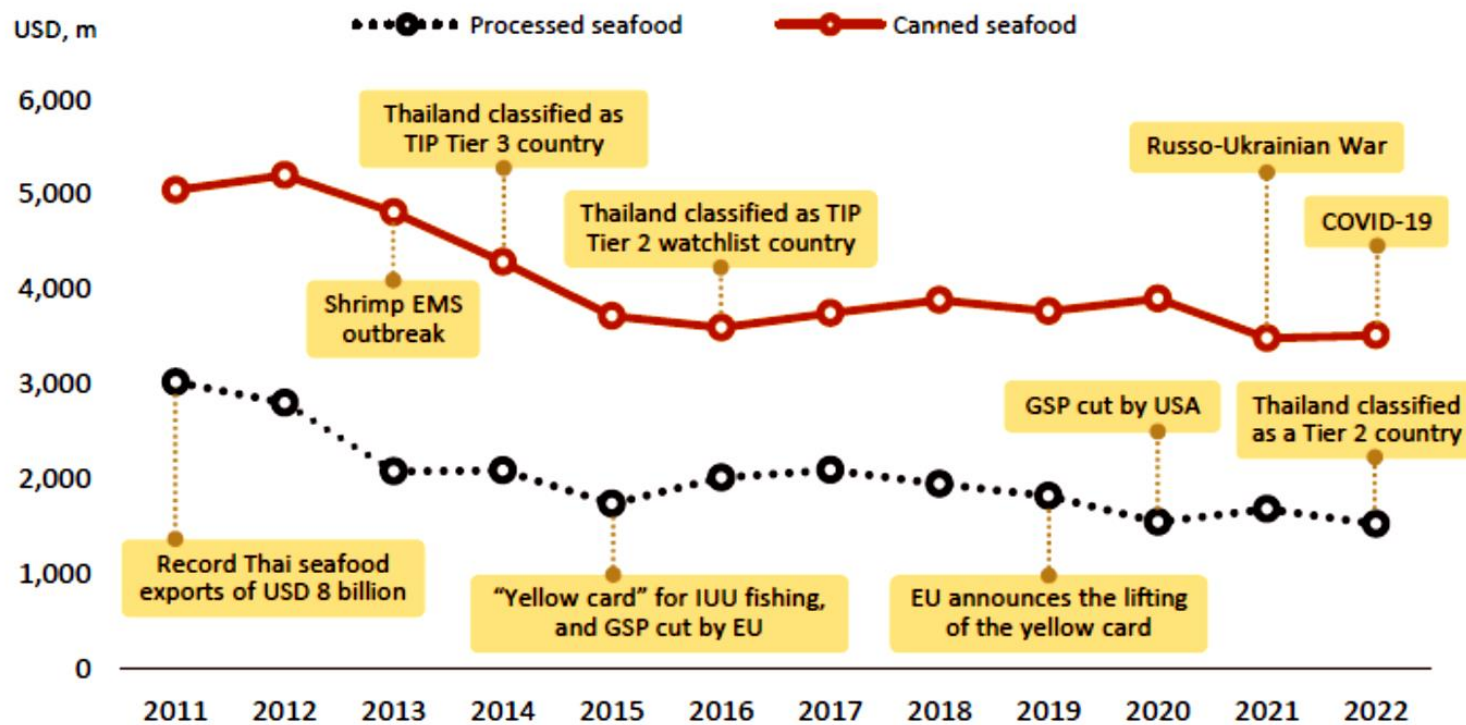 USD, m
Processed seafood
Canned seafood
6,000
5,000
4,000
3,000
2,000
1,000
0
Thailand classified as
TIP Tier 3 country
Russo-Ukrainian War
Thailand classified as TIP
Tier 2 watchlist country
COVID-19
Shrimp EMS
outbreak
GSP cut by USA
Thailand classified
as a Tier 2 country
Record Thai seafood
exports of USD 8 billion
“Yellow card” for IUU fishing,
and GSP cut by EU
EU announces the lifting
of the yellow card
2011 2012 2013 2014 2015 2016 2017 2018 2019 2020 2021 2022